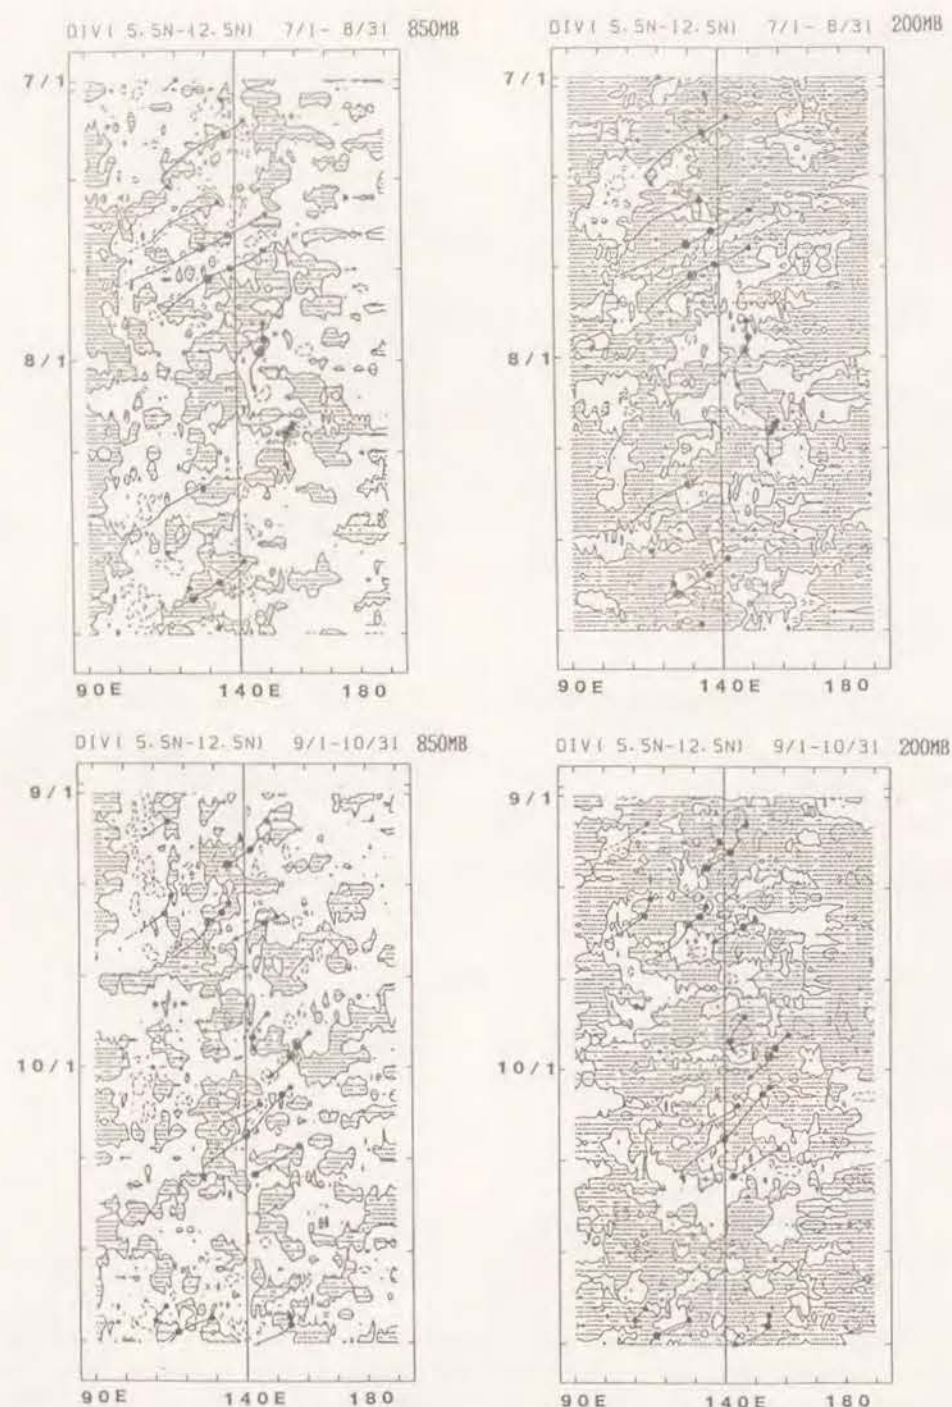 DIV( 5.5N-12.5N) 7/1- 8/31 850MB
7/1
8/1
90E 140E 180
DIV( 5.5N-12.5N) 7/1- 8/31 200MB
7/1
8/1
90E 140E 180
DIV( 5.5N-12.5N) 9/1-10/31 850MB
9/1
10/1
90E 140E 180
DIV( 5.5N-12.5N) 9/1-10/31 200MB
9/1
10/1
90E 140E 180